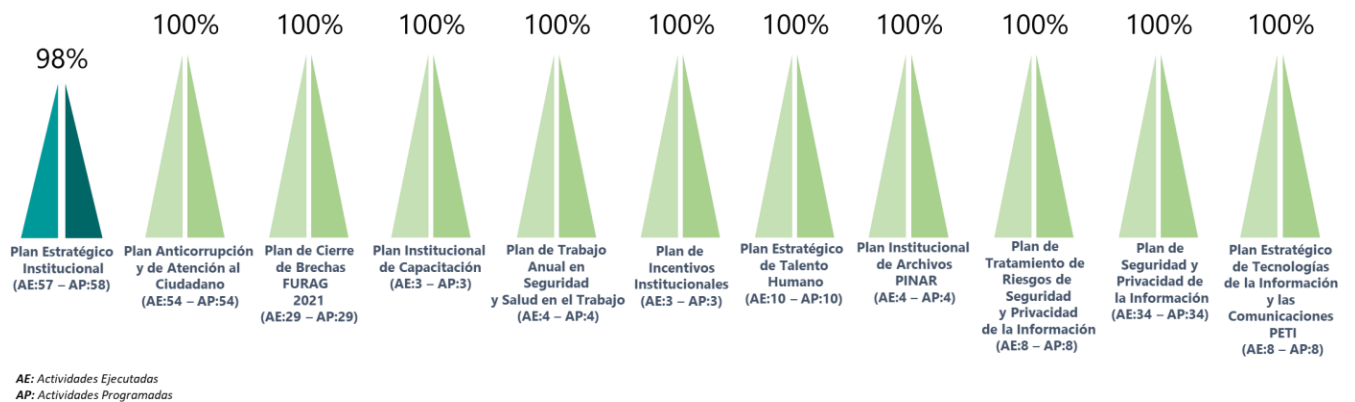 98%
Plan Estratégico
Institucional
(AE:57 – AP:58)
100%
Plan Anticorrupción
y de Atención al
Ciudadano
(AE:54 – AP:54)
100%
Plan de Cierre
de Brechas
FURAG
2021
(AE:29 – AP:29)
100%
Plan Institucional
de Capacitación
(AE:3 – AP:3)
100%
Plan de Trabajo
Anual en
Seguridad
y Salud en el Trabajo
(AE:4 – AP:4)
100%
Plan de
Incentivos
Institucionales
(AE:3 – AP:3)
100%
Plan Estratégico
de Talento
Humano
(AE:10 – AP:10)
100%
Plan Institucional
de Archivos
PINAR
(AE:4 – AP:4)
100%
Plan de
Tratamiento de
Riesgos de
Seguridad
y Privacidad
de la Información
(AE:8 – AP:8)
100%
Plan de
Seguridad y
Privacidad de
la Información
(AE:34 – AP:34)
100%
Plan Estratégico
de Tecnologías
de la Información
y las
Comunicaciones
PETI
(AE:8 – AP:8)
AE: Actividades Ejecutadas
AP: Actividades Programadas